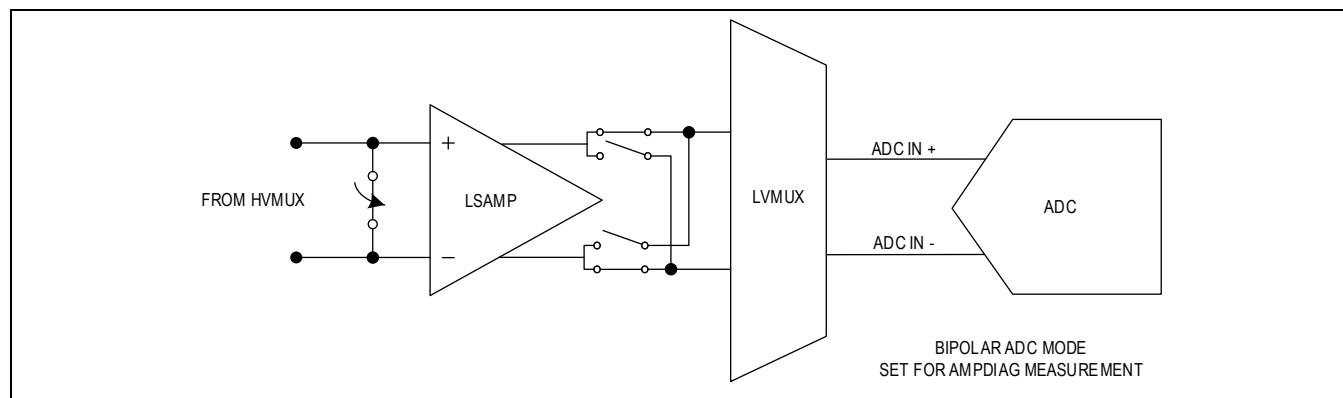 FROM HVMUX
+
−
LSAMP
LVMUX
ADC IN +
ADC IN -
ADC
BIPOLAR ADC MODE
SET FOR AMPDIAG MEASUREMENT